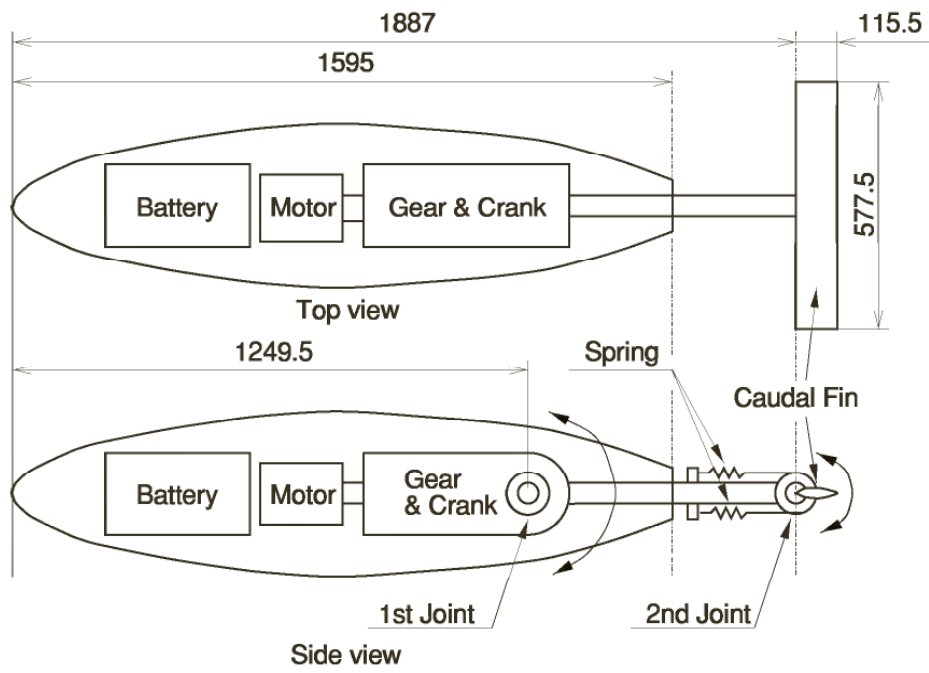 1887
115.5
1595
Battery
Motor
Gear & Crank
577.5
Top view
1249.5
Spring
Caudal Fin
Battery
Motor
Gear
& Crank
1st Joint
2nd Joint
Side view